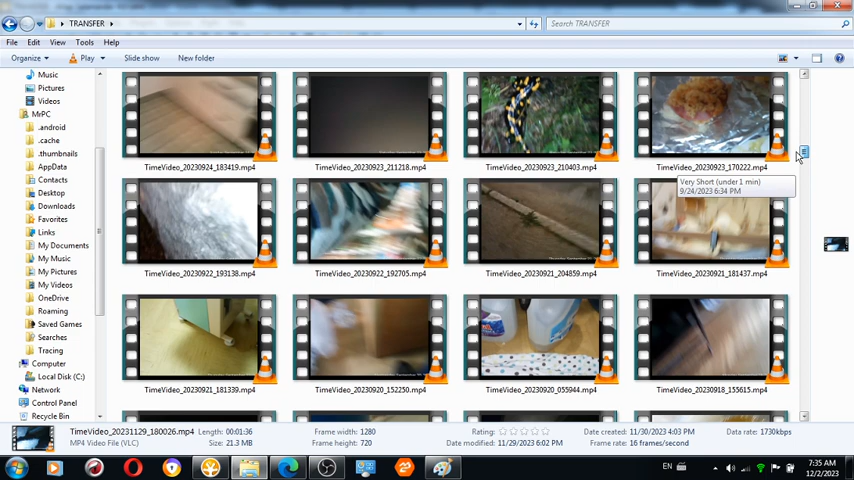 TRANSFER
Search TRANSFER
File Edit View Tools Help
Organize Play Slide show New folder
Music
Pictures
Videos
MrPC
.android
.cache
.thumbnails
AppData
Contacts
Desktop
Downloads
Favorites
Links
My Documents
My Music
My Pictures
My Videos
OneDrive
Roaming
Saved Games
Searches
Tracing
Computer
Local Disk (C:)
Network
Control Panel
Recycle Bin
TimeVideo_20230924_183419.mp4 TimeVideo_20230923_211218.mp4 TimeVideo_20230923_210403.mp4 TimeVideo_20230923_170222.mp4
Very Short (under 1 min)
9/24/2023 6:34 PM
TimeVideo_20230922_193138.mp4 TimeVideo_20230922_192705.mp4 TimeVideo_20230921_204859.mp4 TimeVideo_20230921_181437.mp4
TimeVideo_20230921_181339.mp4 TimeVideo_20230920_152250.mp4 TimeVideo_20230920_055944.mp4 TimeVideo_20230918_155615.mp4
TimeVideo_20231129_180026.mp4 Length: 00:01:36 Frame width: 1280 Rating: Date created: 11/30/2023 4:03 PM Data rate: 1730kbps
MP4 Video File (VLC) Size: 21.3 MB Frame height: 720 Date modified: 11/29/2023 6:02 PM Frame rate: 16 frames/second
EN
7:35 AM
12/2/2023